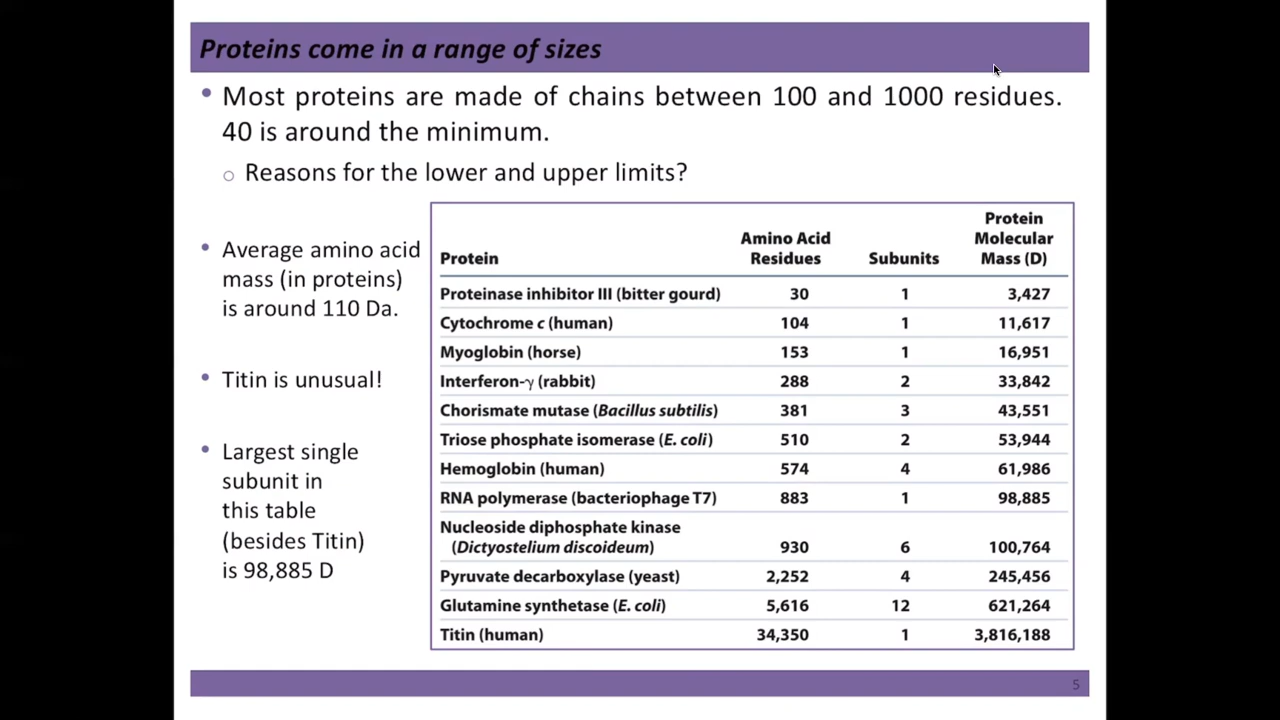 Proteins come in a range of sizes
• Most proteins are made of chains between 100 and 1000 residues.
40 is around the minimum.
o Reasons for the lower and upper limits?
• Average amino acid
mass (in proteins)
is around 110 Da.
• Titin is unusual!
• Largest single
subunit in
this table
(besides Titin)
is 98,885 D
Protein Amino Acid Residues Subunits Protein Molecular Mass (D)
Proteinase inhibitor III (bitter gourd) 30 1 3,427
Cytochrome c (human) 104 1 11,617
Myoglobin (horse) 153 1 16,951
Interferon-γ (rabbit) 288 2 33,842
Chorismate mutase (Bacillus subtilis) 381 3 43,551
Triose phosphate isomerase (E. coli) 510 2 53,944
Hemoglobin (human) 574 4 61,986
RNA polymerase (bacteriophage T7) 883 1 98,885
Nucleoside diphosphate kinase
(Dictyostelium discoideum) 930 6 100,764
Pyruvate decarboxylase (yeast) 2,252 4 245,456
Glutamine synthetase (E. coli) 5,616 12 621,264
Titin (human) 34,350 1 3,816,188
5